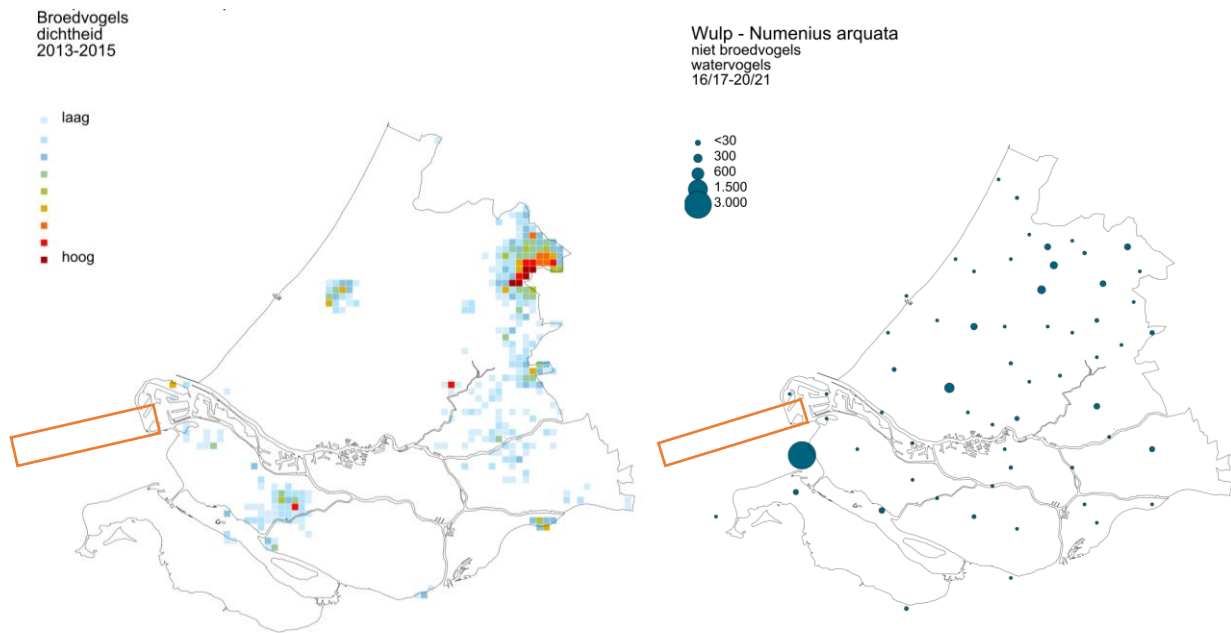 Broedvogels
dichtheid
2013-2015
laag
hoog
Wulp - Numenius arquata
niet broedvogels
watervogels
16/17-20/21
<30
300
600
1.500
3.000